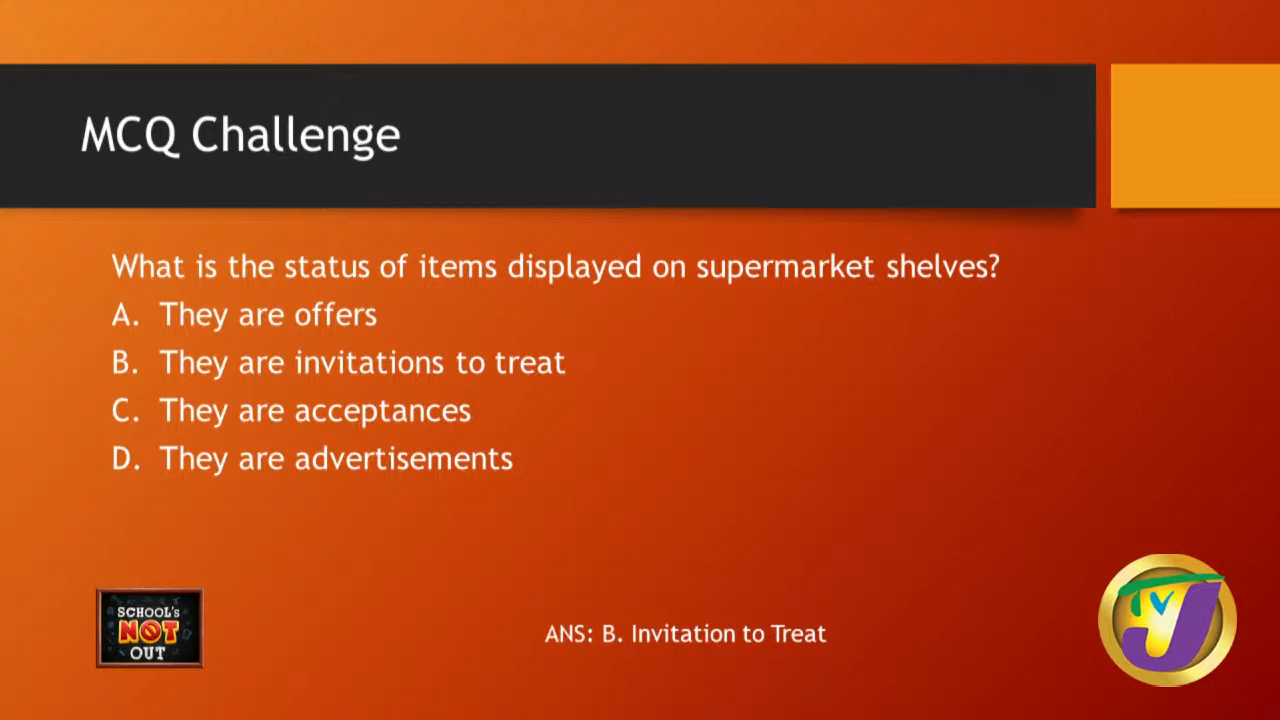 MCQ Challenge
What is the status of items displayed on supermarket shelves?
A. They are offers
B. They are invitations to treat
C. They are acceptances
D. They are advertisements
SCHOOL's
NOT
OUT
ANS: B. Invitation to Treat
TVJ